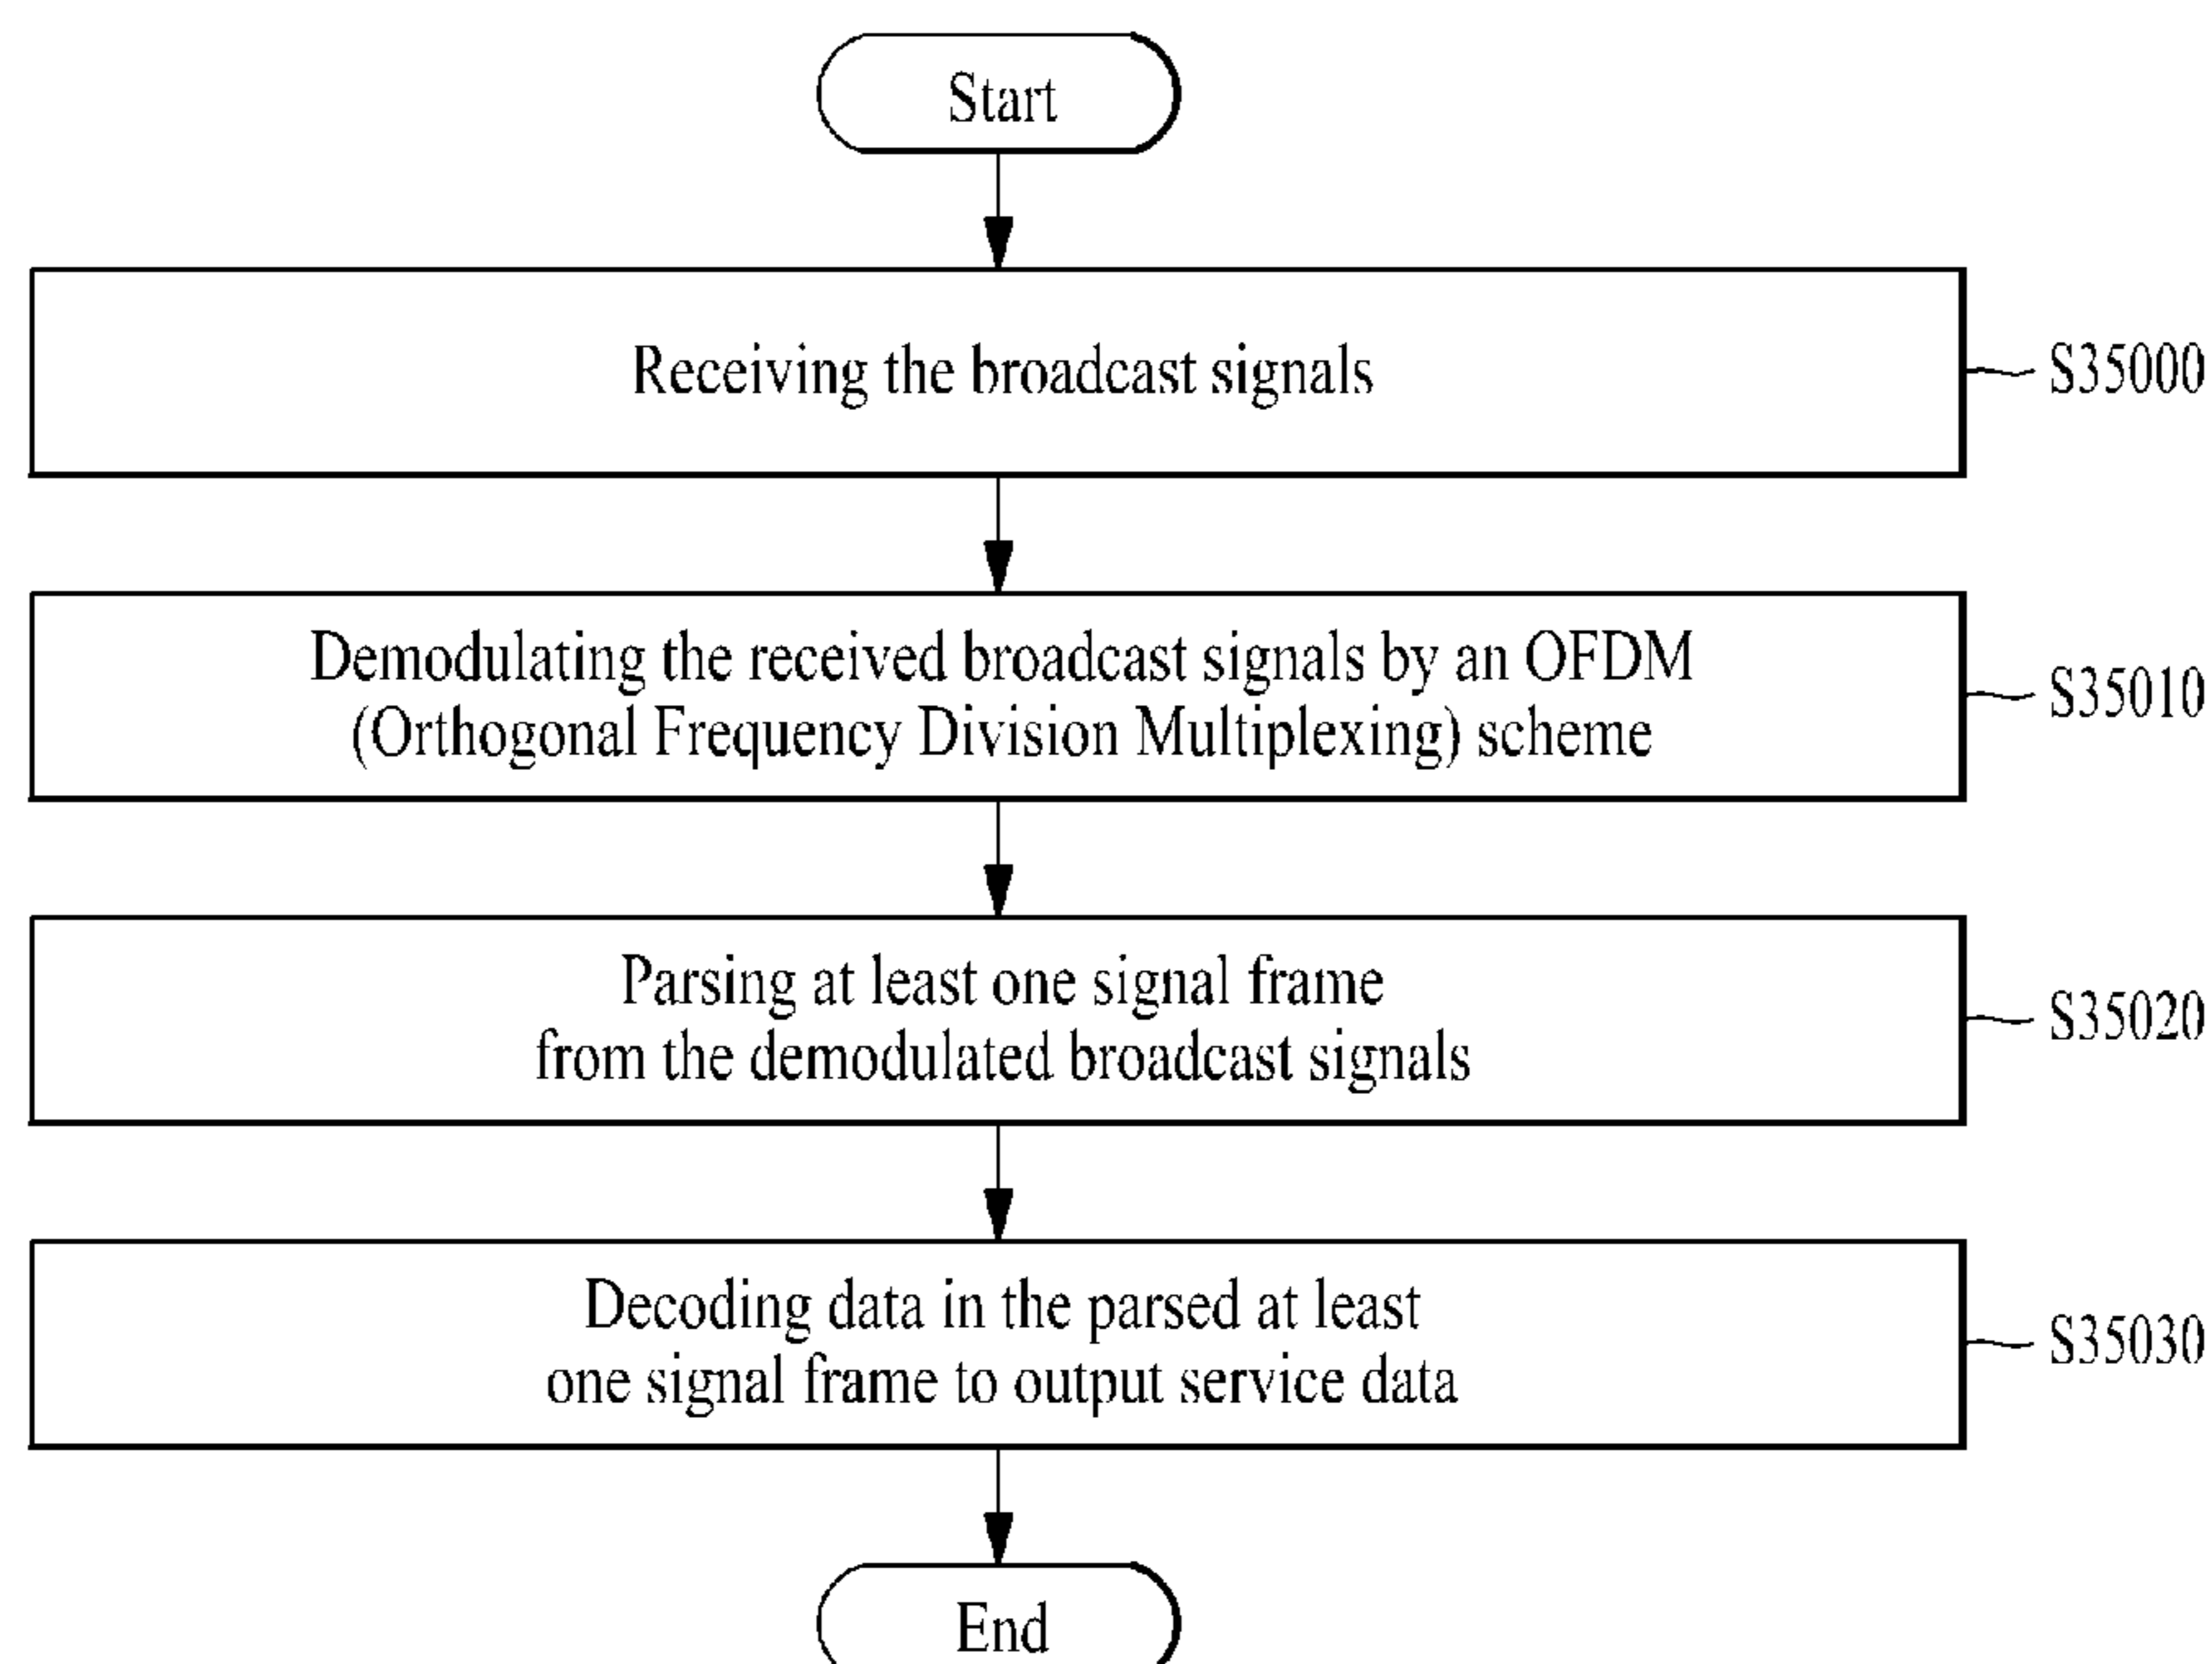 Start
Receiving the broadcast signals
S35000
Demodulating the received broadcast signals by an OFDM
(Orthogonal Frequency Division Multiplexing) scheme
S35010
Parsing at least one signal frame
from the demodulated broadcast signals
S35020
Decoding data in the parsed at least
one signal frame to output service data
S35030
End